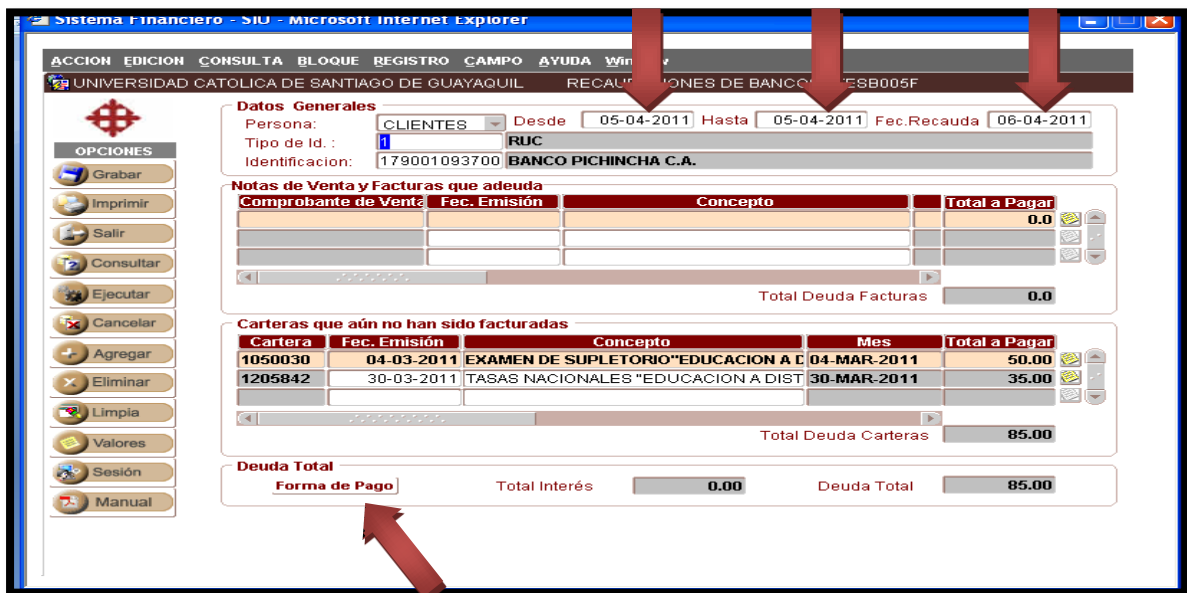 Sistema Financiero - SIU - Microsoft Internet Explorer
ACCION EDICION CONSULTA BLOQUE REGISTRO CAMPO AYUDA
UNIVERSIDAD CATOLICA DE SANTIAGO DE GUAYAQUIL DE
OPCIONES
Grabar
Imprimir
Salir
Consultar
Ejecutar
Cancelar
Agregar
Eliminar
Limpia
Valores
Sesión
Manual
Datos Generales
Persona: CLIENTES Desde 05-04-2011 Hasta 05-04-2011 Fec.Recauda 06-04-2011
Tipo de Id. : 1 RUC
Identificacion: 179001093700 BANCO PICHINCHA C.A.
Notas de Venta y Facturas que adeuda
Comprobante de Venta Fec. Emisión Concepto Total a Pagar
0.0
Total Deuda Facturas 0.0
Carteras que aún no han sido facturadas
Cartera Fec. Emisión Concepto Mes Total a Pagar
1050030 04-03-2011 EXAMEN DE SUPLETORIO"EDUCACION A D 04-MAR-2011 50.00
1205842 30-03-2011 TASAS NACIONALES "EDUCACION A DIST 30-MAR-2011 35.00
Total Deuda Carteras 85.00
Deuda Total
Forma de Pago Total Interés 0.00 Deuda Total 85.00